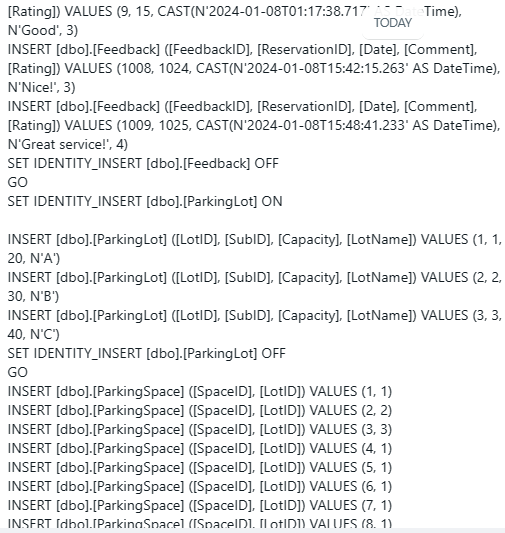 [Rating]) VALUES (9, 15, CAST(N'2024-01-08T01:17:38.717' AS DateTime),
TODAY
N'Good', 3)
INSERT [dbo].[Feedback] ([FeedbackID], [ReservationID], [Date], [Comment],
[Rating]) VALUES (1008, 1024, CAST(N'2024-01-08T15:42:15.263' AS DateTime),
N'Nice!', 3)
INSERT [dbo].[Feedback] ([FeedbackID], [ReservationID], [Date], [Comment],
[Rating]) VALUES (1009, 1025, CAST(N'2024-01-08T15:48:41.233' AS DateTime),
N'Great service!', 4)
SET IDENTITY_INSERT [dbo].[Feedback] OFF
GO
SET IDENTITY_INSERT [dbo].[ParkingLot] ON
INSERT [dbo].[ParkingLot] ([LotID], [SubID], [Capacity], [LotName]) VALUES (1, 1,
20, N'A')
INSERT [dbo].[ParkingLot] ([LotID], [SubID], [Capacity], [LotName]) VALUES (2, 2,
30, N'B')
INSERT [dbo].[ParkingLot] ([LotID], [SubID], [Capacity], [LotName]) VALUES (3, 3,
40, N'C')
SET IDENTITY_INSERT [dbo].[ParkingLot] OFF
GO
INSERT [dbo].[ParkingSpace] ([SpaceID], [LotID]) VALUES (1, 1)
INSERT [dbo].[ParkingSpace] ([SpaceID], [LotID]) VALUES (2, 2)
INSERT [dbo].[ParkingSpace] ([SpaceID], [LotID]) VALUES (3, 3)
INSERT [dbo].[ParkingSpace] ([SpaceID], [LotID]) VALUES (4, 1)
INSERT [dbo].[ParkingSpace] ([SpaceID], [LotID]) VALUES (5, 1)
INSERT [dbo].[ParkingSpace] ([SpaceID], [LotID]) VALUES (6, 1)
INSERT [dbo].[ParkingSpace] ([SpaceID], [LotID]) VALUES (7, 1)
INSERT [dbo].[ParkingSpace] ([SpaceID], [LotID]) VALUES (8, 1)